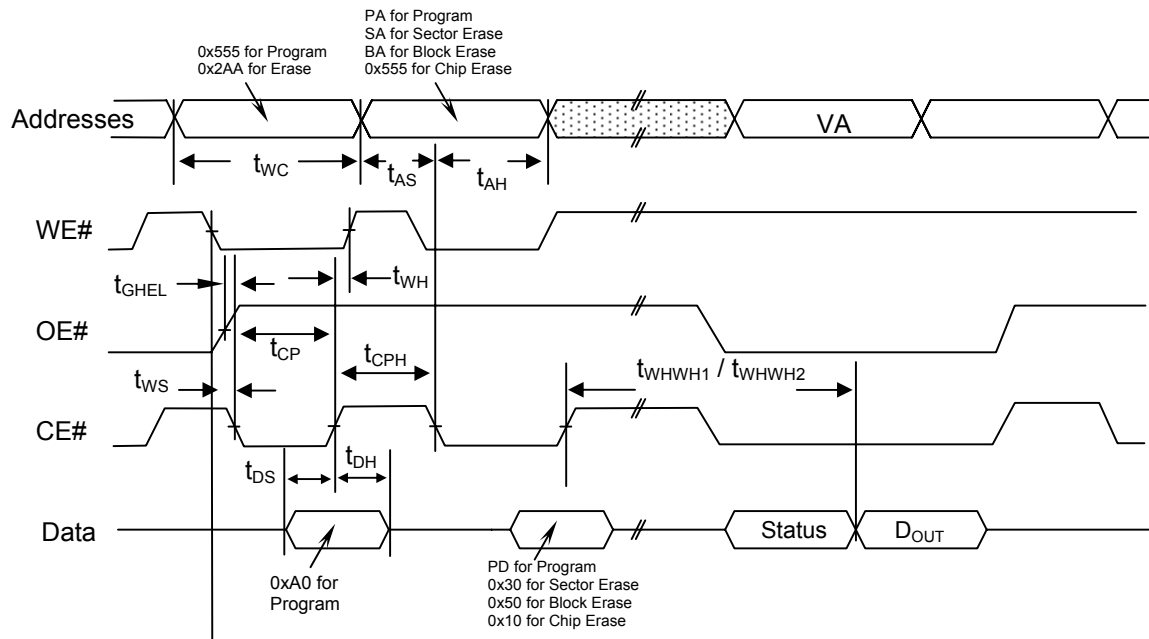 PA for Program
SA for Sector Erase
BA for Block Erase
0x555 for Chip Erase
0x555 for Program
0x2AA for Erase
Addresses
VA
tWC
tAS
tAH
WE#
tGHEL
tWH
OE#
tCP
tCPH
tWHWH1 / tWHWH2
tWS
CE#
tDS
tDH
Data
Status
DOUT
0xA0 for
Program
PD for Program
0x30 for Sector Erase
0x50 for Block Erase
0x10 for Chip Erase